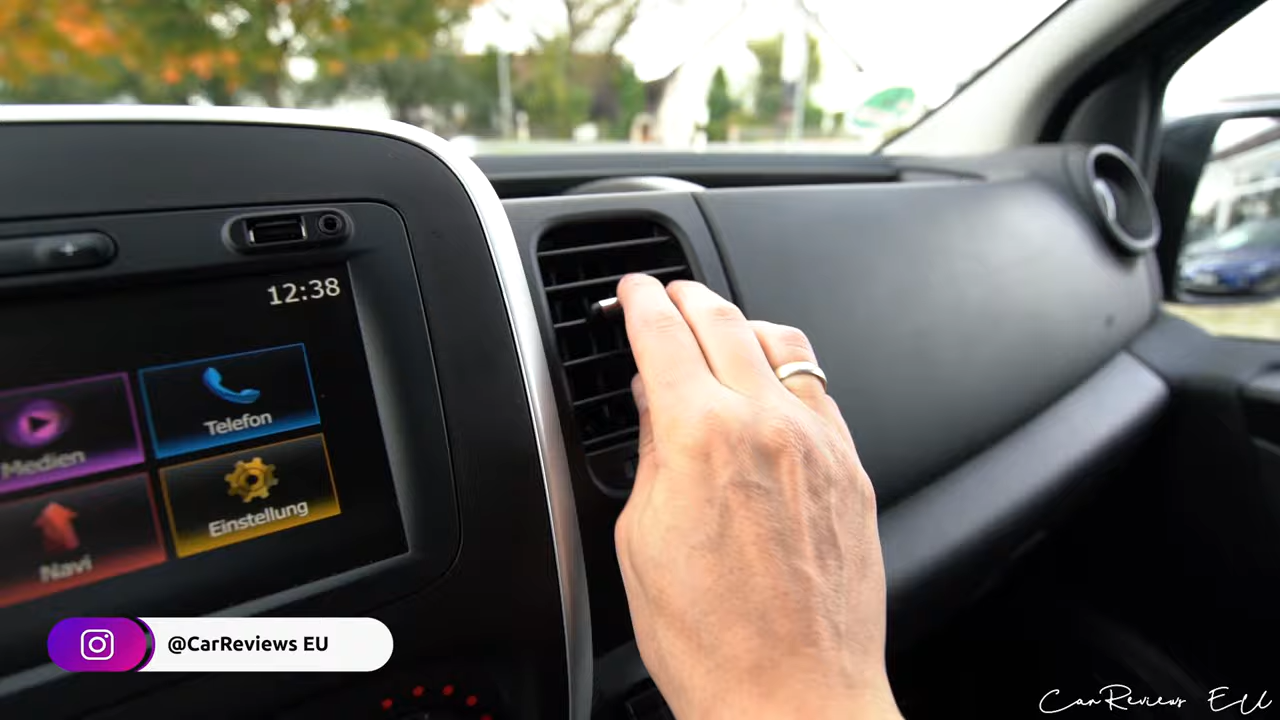 12:38
Medien
Telefon
Navi
Einstellung
@CarReviews EU
CarReviews EU